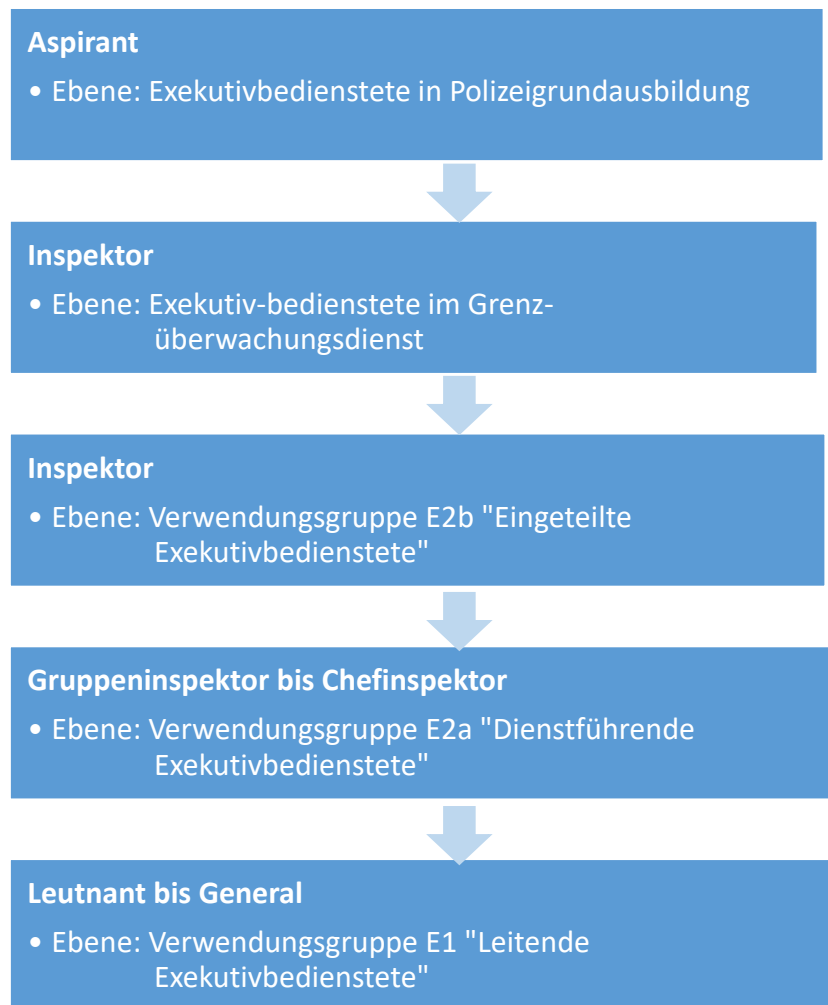 Aspirant
• Ebene: Exekutivbedienstete in Polizeigrundausbildung
Inspektor
• Ebene: Exekutiv-bedienstete im Grenz-
überwachungsdienst
Inspektor
• Ebene: Verwendungsgruppe E2b "Eingeteilte
Exekutivbedienstete"
Gruppeninspektor bis Chefinspektor
• Ebene: Verwendungsgruppe E2a "Dienstführende
Exekutivbedienstete"
Leutnant bis General
• Ebene: Verwendungsgruppe E1 "Leitende
Exekutivbedienstete"